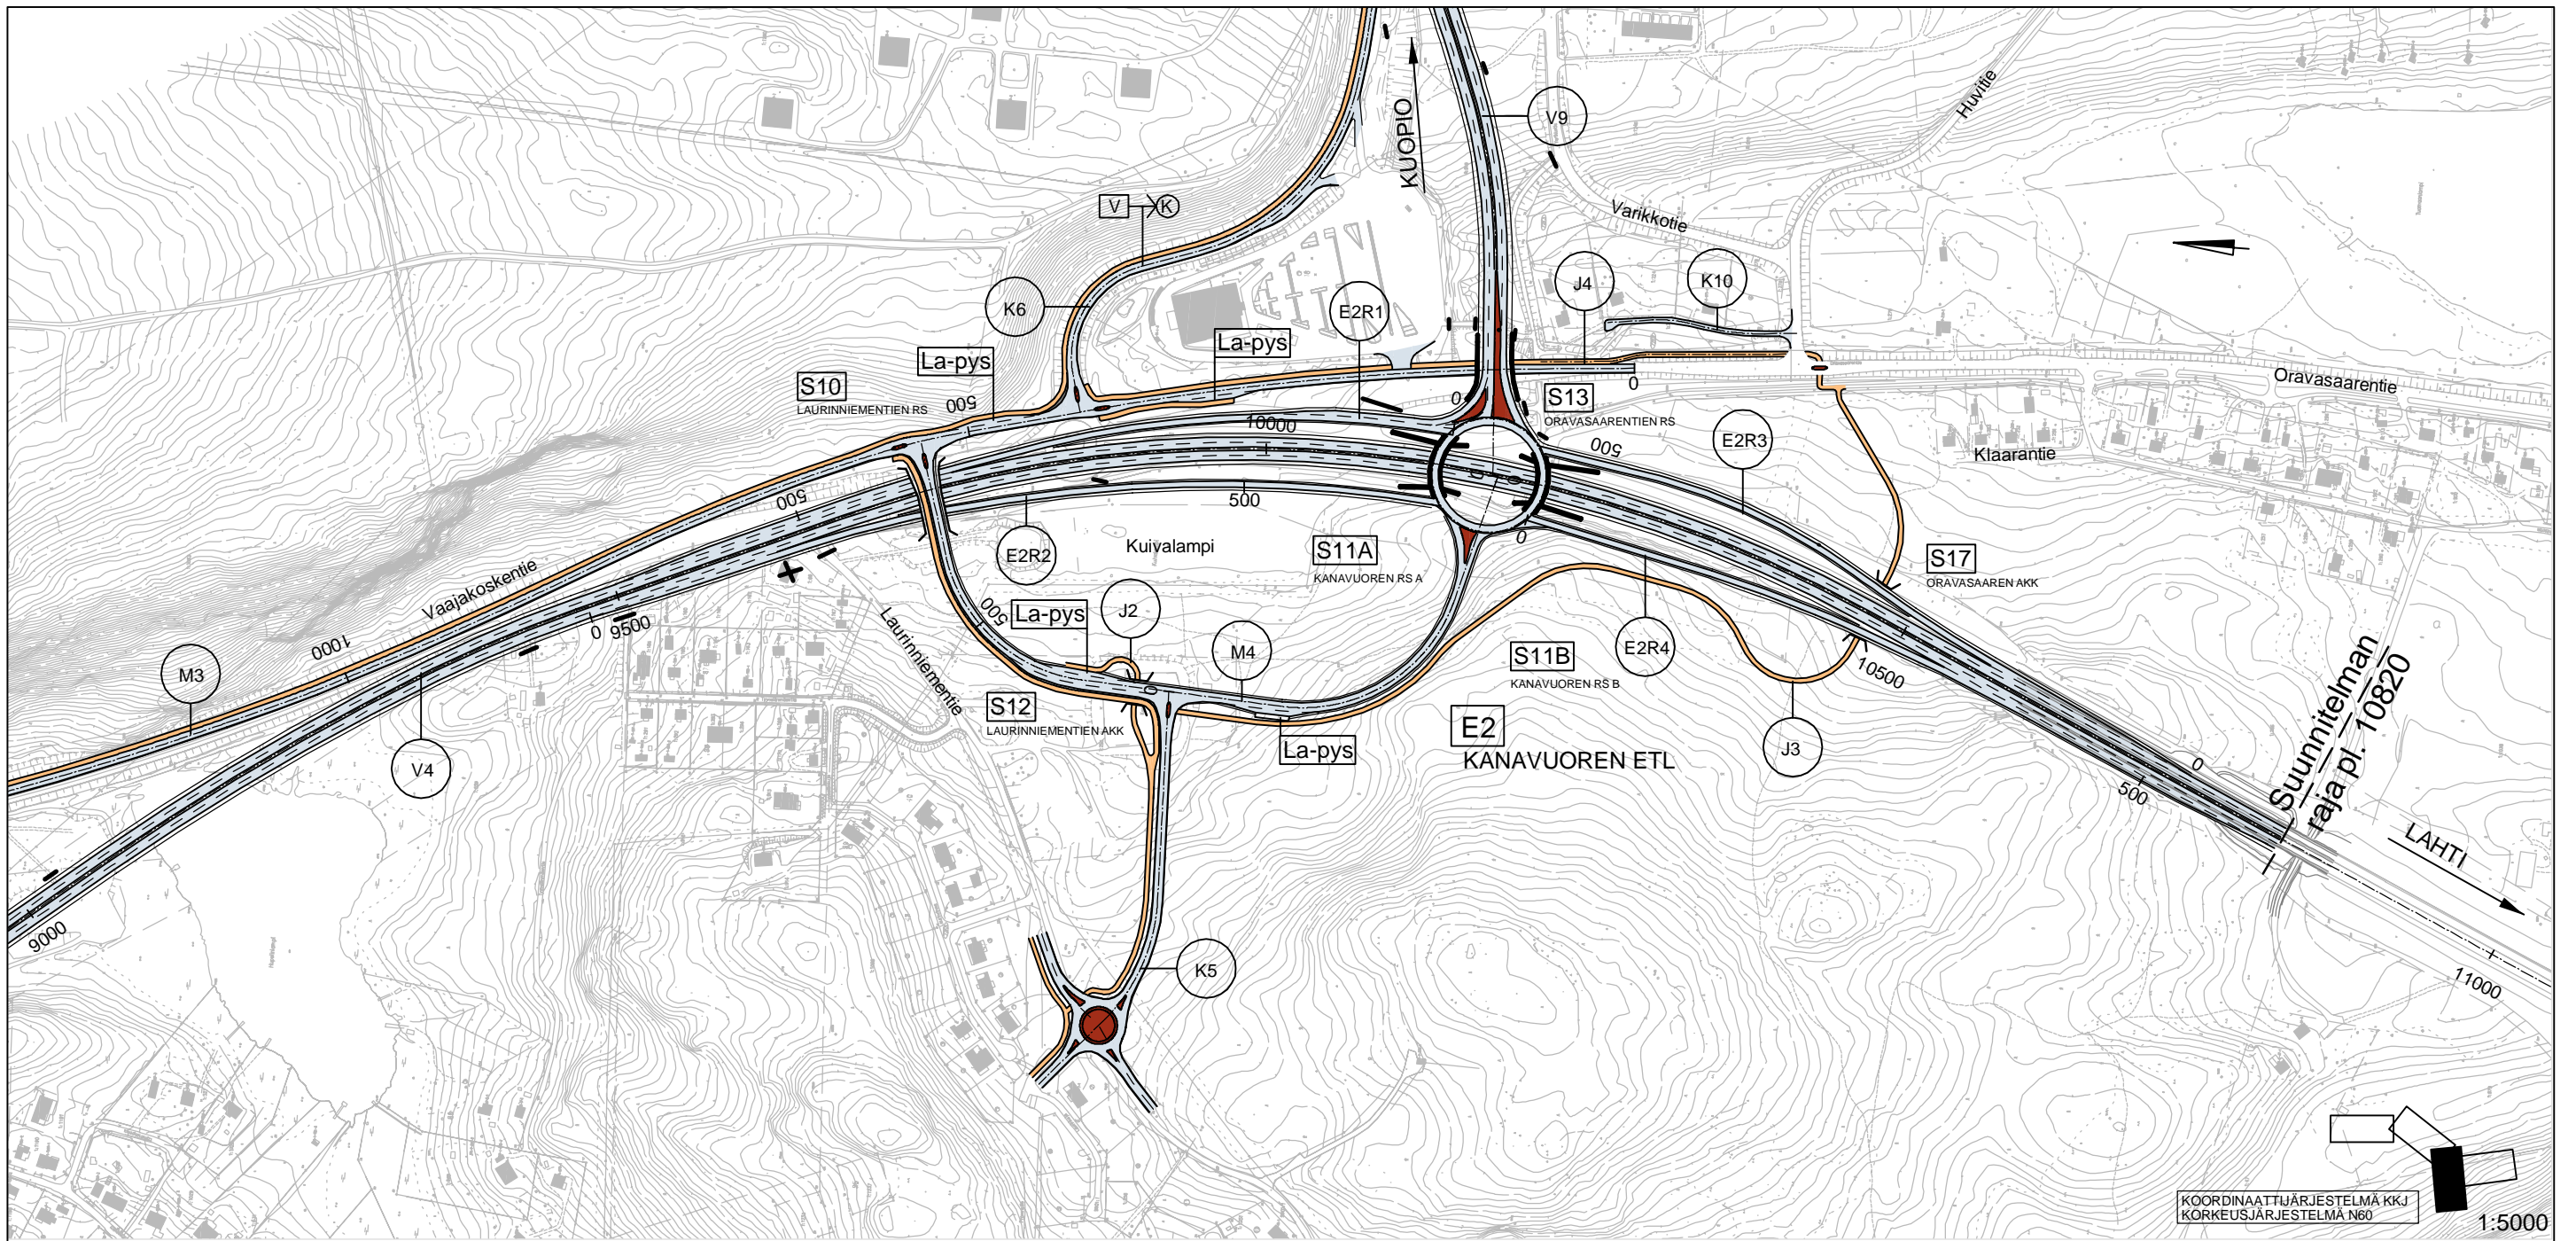 KUOPIO
V9
Huvitie
V
K
Varikkotie
K6
E2R1
J4
K10
La-pys
La-pys
S10
LAURINNIEMENTIEN RS
500
0
0
S13
ORAVASAARENTIEN RS
Oravasaarentie
10000
500
E2R3
Klaarantie
500
0
0
500
E2R2
Kuivalampi
S11A
KANAVUOREN RS A
0
S17
ORAVASAAREN AKK
Vaajakoskentie
La-pys
J2
500
Laurinniementie
0
9500
1000
M3
M4
0
S11B
KANAVUOREN RS B
E2R4
10500
S12
LAURINNIEMENTIEN AKK
E2
KANAVUOREN ETL
La-pys
J3
V4
0
500
Suunnitelman
raja pl. 10820
LAHTI
9000
K5
11000
KOORDINAATTIJÄRJESTELMÄ KKJ
KORKEUSJÄRJESTELMÄ N60
1:5000